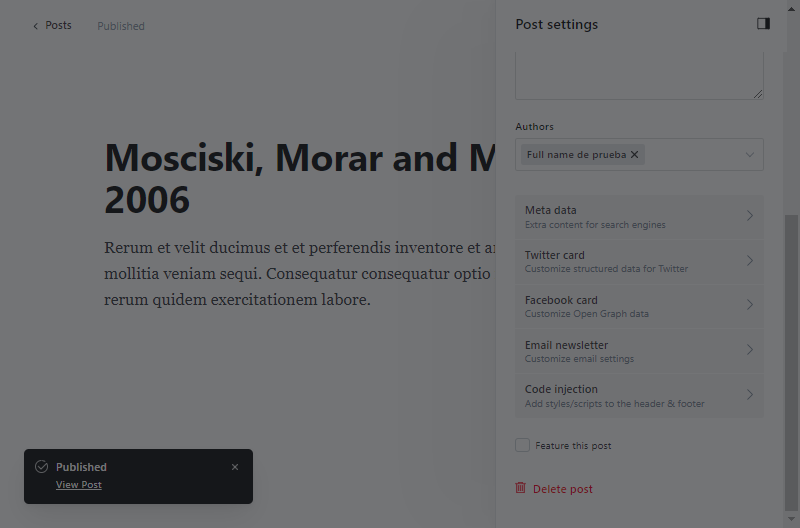 Posts
Published
Post settings
Authors
Full name de prueba
Mosciski, Morar and M
2006
Rerum et velit ducimus et et perferendis inventore et
mollitia veniam sequi. Consequatur consequatur optio
rerum quidem exercitationem labore.
Meta data
Extra content for search engines
Twitter card
Customize structured data for Twitter
Facebook card
Customize Open Graph data
Email newsletter
Customize email settings
Code injection
Add styles/scripts to the header & footer
Feature this post
Delete post
Published
View Post